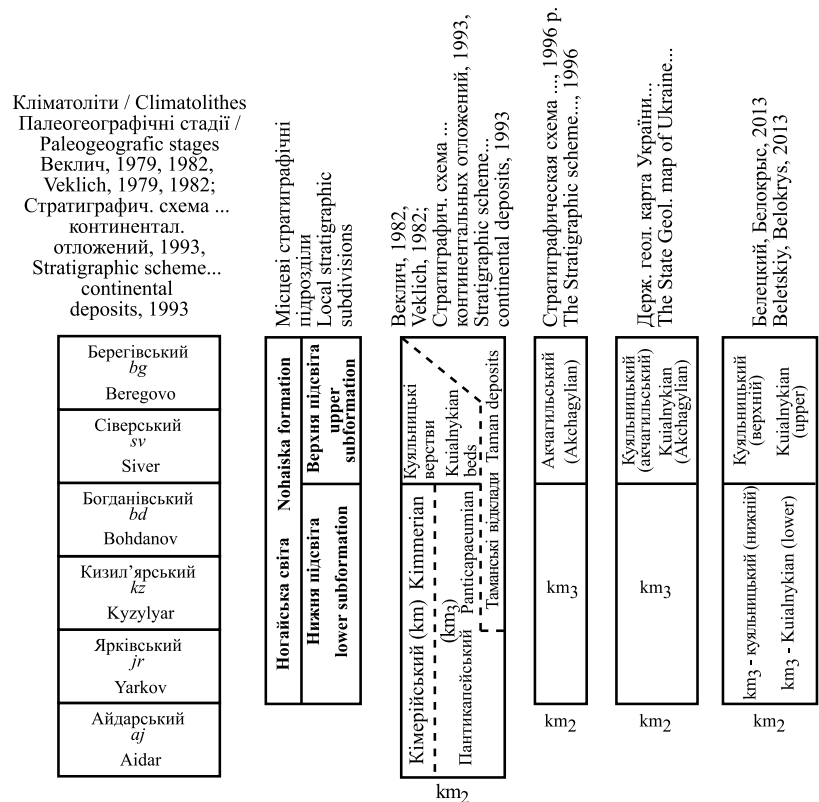 Кліматоліти / Climatolithes
Палеогеографічні стадії /
Paleogeografic stages
Веклич, 1979, 1982,
Veklich, 1979, 1982;
Стратиграфич. схема ...
континентал.
отложений, 1993,
Stratigraphic scheme...
continental
deposits, 1993
Місцеві стратиграфічні
підрозділи
Local stratigraphic
subdivisions
Веклич, 1982,
Veklich, 1982;
Стратиграфич. схема ...
континентальных отложений, 1993,
Stratigraphic scheme...
continental deposits, 1993
Стратиграфическая схема ..., 1996 р.
The Stratigraphic scheme..., 1996
Держ. геол. карта України...
The State Geol. map of Ukraine...
Белецкий, Белокрыс, 2013
Beletskiy, Belokrys, 2013
Берегівський
bg
Beregovo
Сіверський
sv
Siver
Богданівський
bd
Bohdanov
Кизил’ярський
kz
Kyzylyar
Ярківський
jr
Yarkov
Айдарський
aj
Aidar
Ногайська світа Nohaiska formation
Верхня підсвіта
upper
subformation
Нижня підсвіта
lower subformation
Куяльницькі
верстви
Kuialnykian
beds
Таманські відклади Taman deposits
Кімерійський (km) Kimmerian
Пантикапейський
(km3)
Panticapaeumian
km2
Акчагильський
(Akchagylian)
km3
km2
Куяльницький
(акчагильський)
Kuialnykian
(Akchagylian)
km3
km2
Куяльницький
(верхній)
Kuialnykian
(upper)
km3 - куяльницький (нижній)
km3 - Kuialnykian (lower)
km2